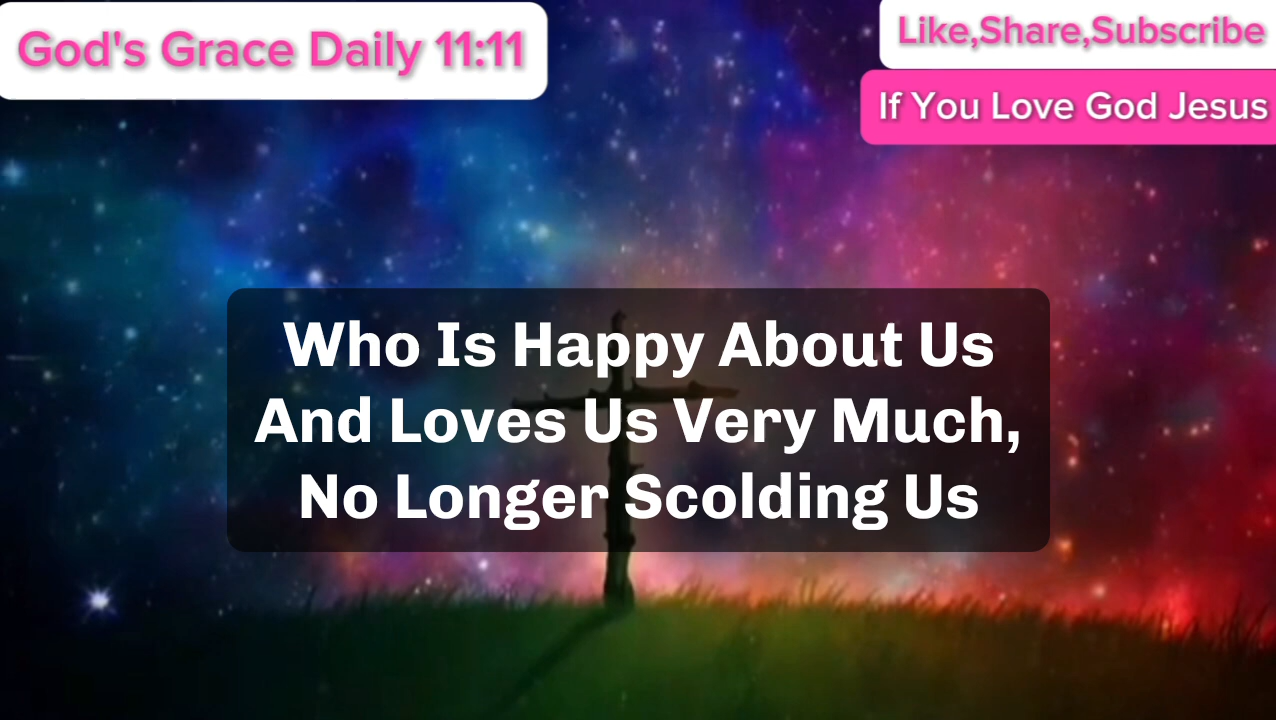 God's Grace Daily 11:11
Like,Share,Subscribe
If You Love God Jesus
Who Is Happy About Us
And Loves Us Very Much,
No Longer Scolding Us